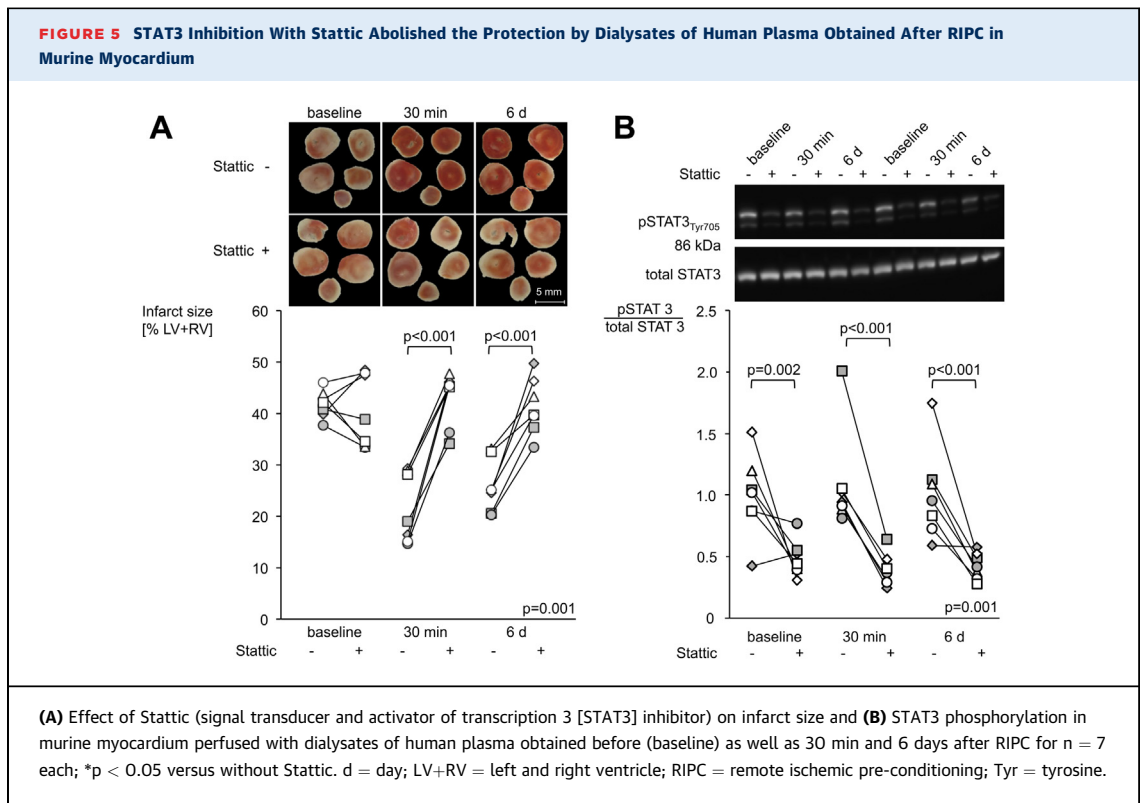 FIGURE 5 STAT3 Inhibition With Stattic Abolished the Protection by Dialysates of Human Plasma Obtained After RIPC in
Murine Myocardium
A
baseline 30 min 6 d
Stattic -
Stattic +
5 mm
Infarct size
[% LV+RV]
60
50
40
30
20
10
0
p<0.001
p<0.001
p=0.001
baseline 30 min 6 d
Stattic - + - + - +
B
baseline 30 min 6 d baseline 30 min 6 d
Stattic - + - + - + - + - + - +
pSTAT3Tyr705
86 kDa
total STAT3
pSTAT 3
total STAT 3
2.5
2.0
1.5
1.0
0.5
0
p=0.002
p<0.001
p<0.001
p=0.001
baseline 30 min 6 d
Stattic - + - + - +
(A) Effect of Stattic (signal transducer and activator of transcription 3 [STAT3] inhibitor) on infarct size and (B) STAT3 phosphorylation in
murine myocardium perfused with dialysates of human plasma obtained before (baseline) as well as 30 min and 6 days after RIPC for n = 7
each; *p < 0.05 versus without Stattic. d = day; LV+RV = left and right ventricle; RIPC = remote ischemic pre-conditioning; Tyr = tyrosine.